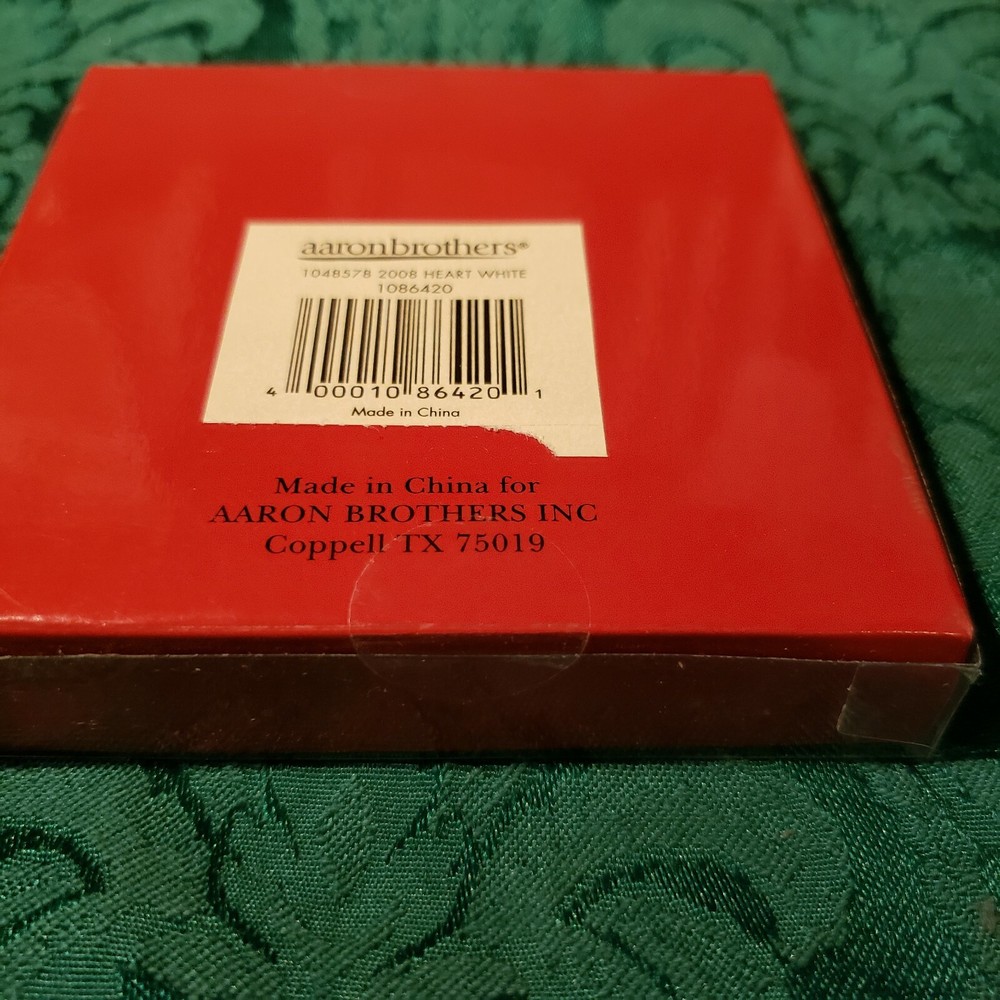 aaronbrothers®
1048578 2008 HEART WHITE
1086420
4 00010 86420 1
Made in China
Made in China for
AARON BROTHERS INC
Coppell TX 75019